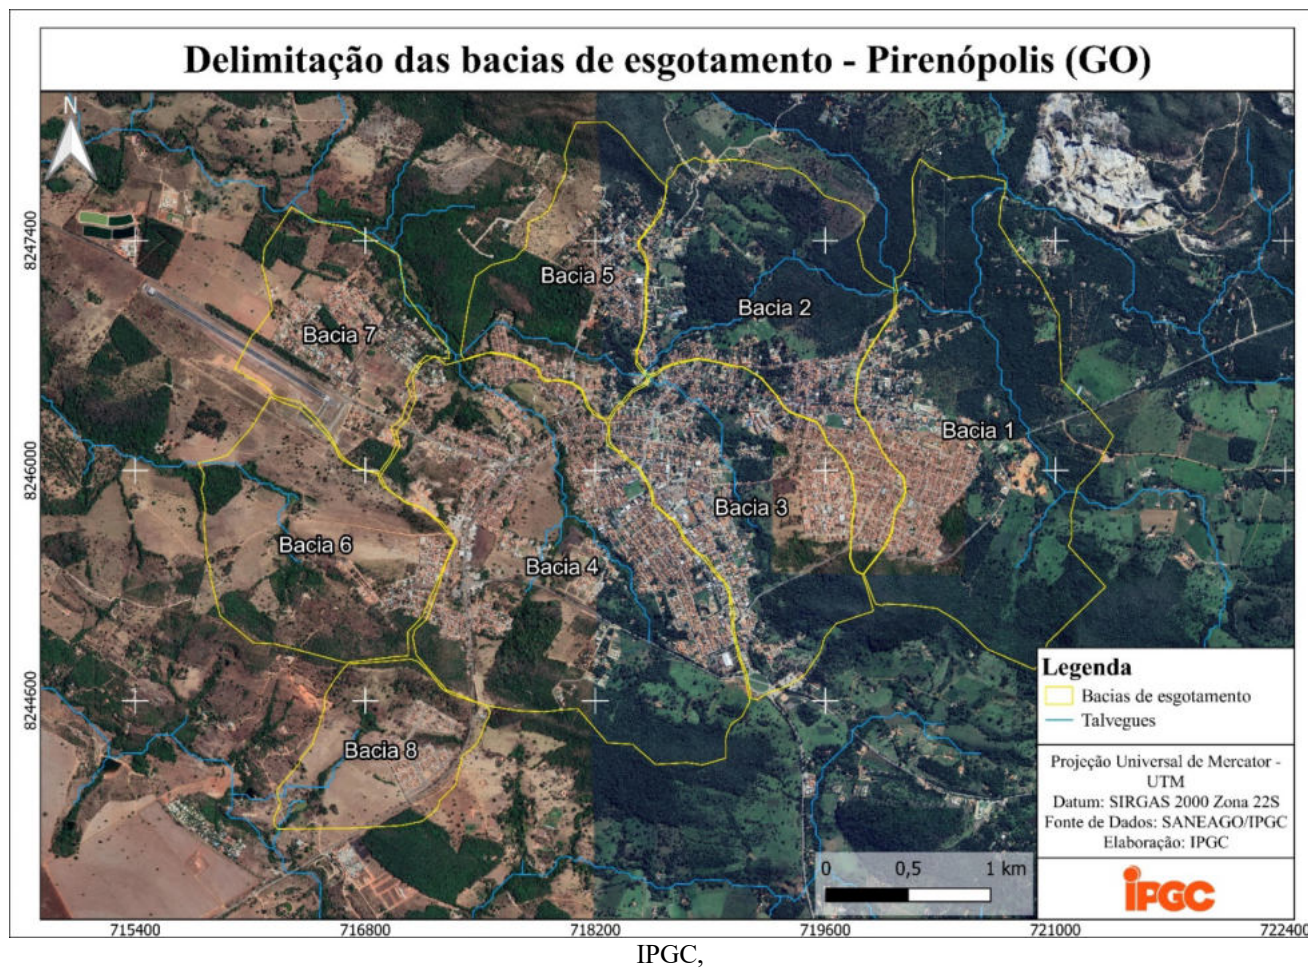 Delimitação das bacias de esgotamento - Pirenópolis (GO)
N
8247400
8246000
8244600
Bacia 5
Bacia 2
Bacia 7
Bacia 1
Bacia 3
Bacia 6
Bacia 4
Bacia 8
Legenda
Bacias de esgotamento
Talvegues
Projeção Universal de Mercator -
UTM
Datum: SIRGAS 2000 Zona 22S
Fonte de Dados: SANEAGO/IPGC
Elaboração: IPGC
0 0,5 1 km
iPGC
715400 716800 718200 719600 721000 722400
IPGC,